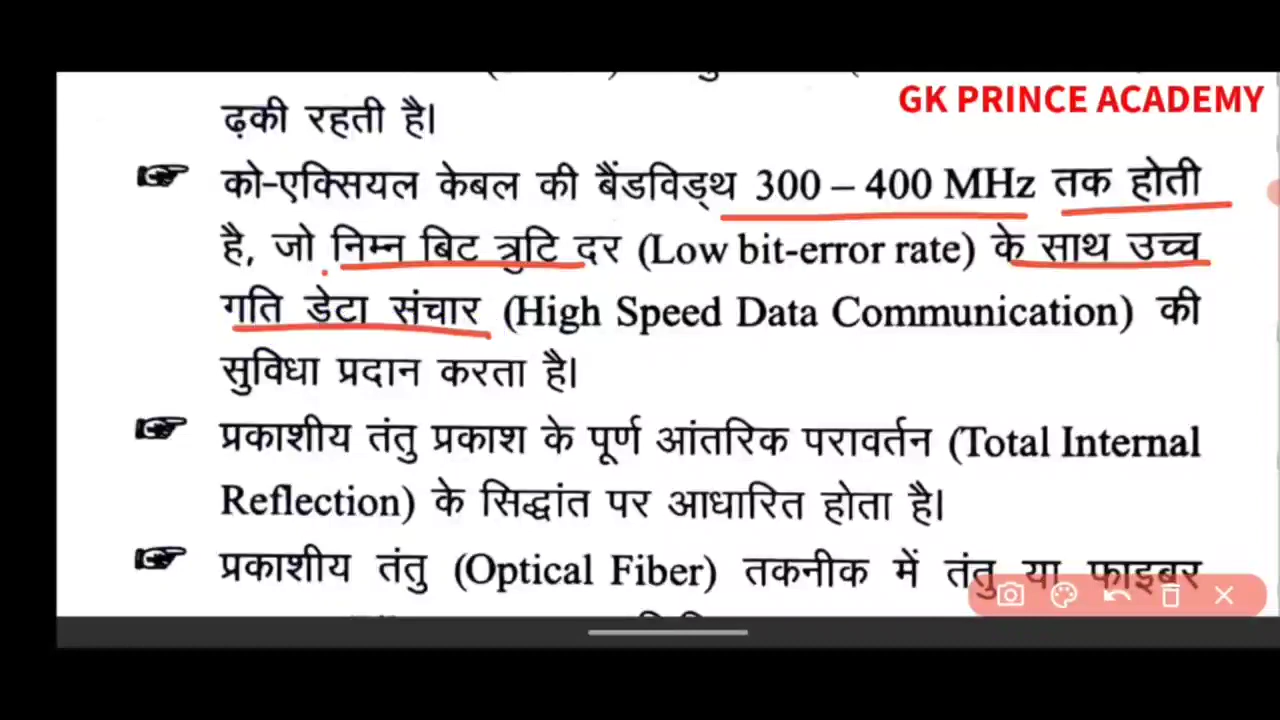 GK PRINCE ACADEMY
ढ़की रहती है।
को-एक्सियल केबल की बैंडविड्थ 300 – 400 MHz तक होती
है, जो निम्न बिट त्रुटि दर (Low bit-error rate) के साथ उच्च
गति डेटा संचार (High Speed Data Communication) की
सुविधा प्रदान करता है।
प्रकाशीय तंतु प्रकाश के पूर्ण आंतरिक परावर्तन (Total Internal
Reflection) के सिद्धांत पर आधारित होता है।
प्रकाशीय तंतु (Optical Fiber) तकनीक में तंतु या फाइबर